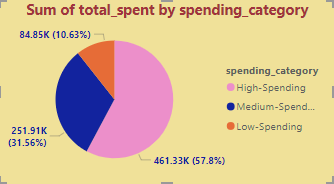 Sum of total_spent by spending_category
84.85K (10.63%)
251.91K
(31.56%)
461.33K (57.8%)
spending_category
High-Spending
Medium-Spend...
Low-Spending